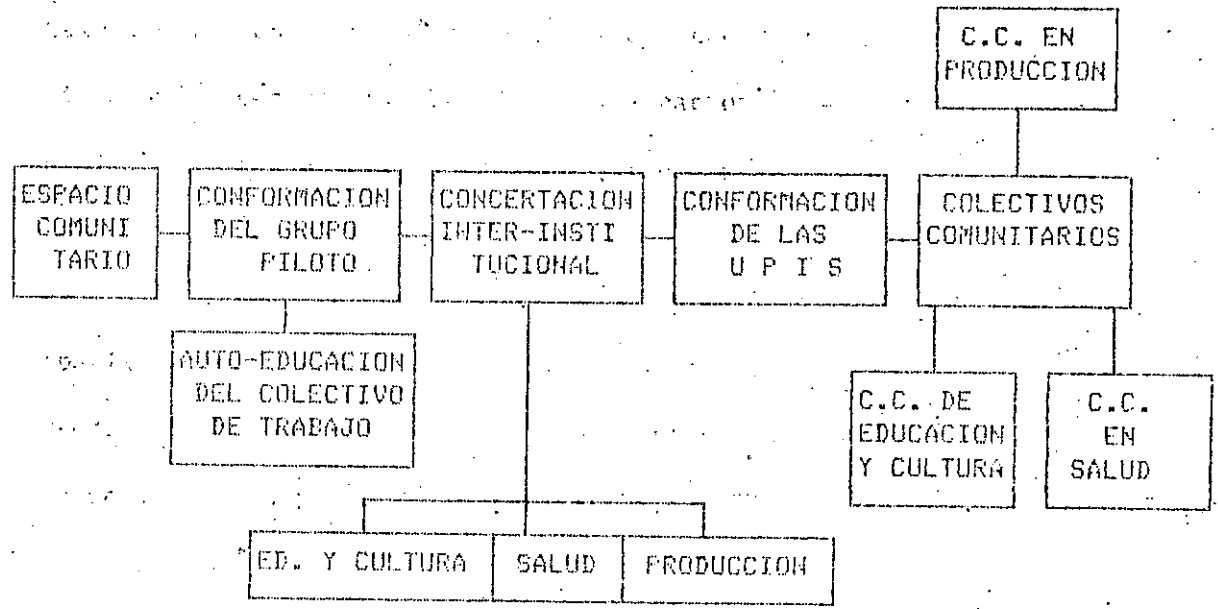 C.C. EN
PRODUCCION
ESPACIO
COMUNI
TARIO
CONFORMACION
DEL GRUPO
PILOTO
CONCERTACION
INTER-INSTI
TUCIONAL
CONFORMACION
DE LAS
U P I S
COLECTIVOS
COMUNITARIOS
AUTO-EDUCACION
DEL COLECTIVO
DE TRABAJO
C.C. DE
EDUCACION
Y CULTURA
C.C.
EN
SALUD
ED. Y CULTURA
SALUD
PRODUCCION